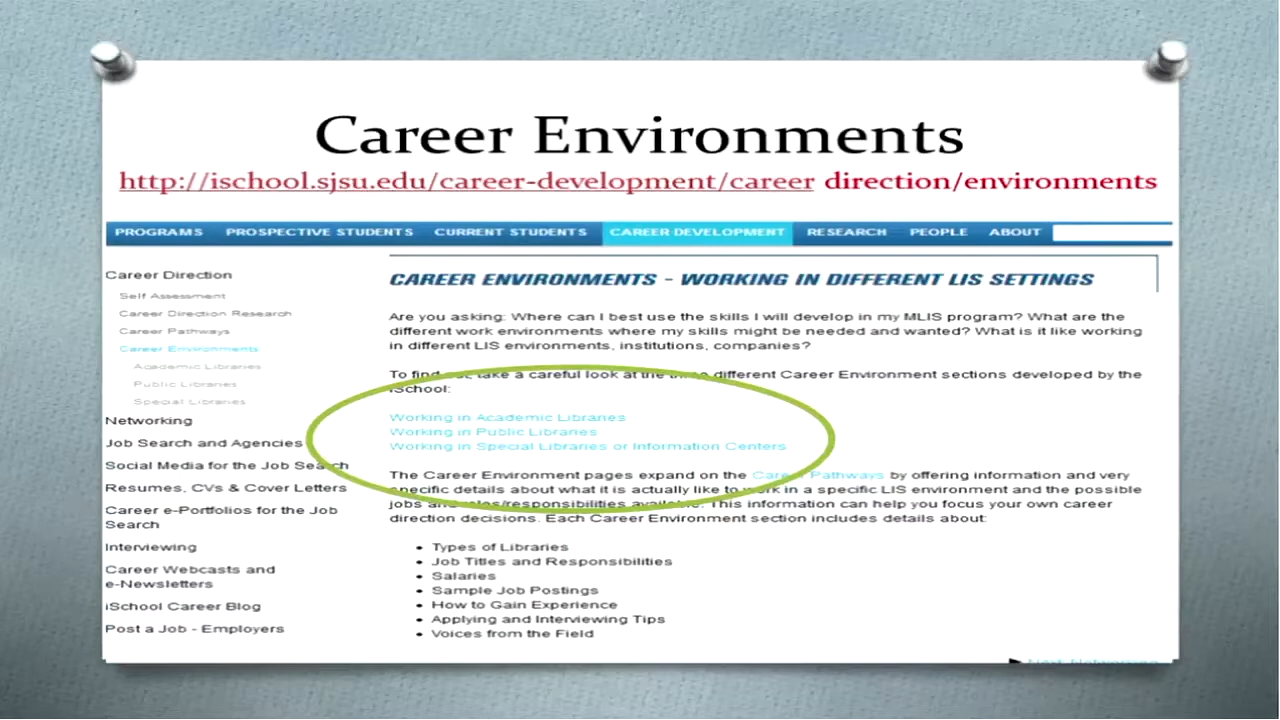 Career Environments
http://ischool.sjsu.edu/career-development/career direction/environments
PROGRAMS PROSPECTIVE STUDENTS CURRENT STUDENTS CAREER DEVELOPMENT RESEARCH PEOPLE ABOUT
Career Direction
Self Assessment
Career Direction Research
Career Pathways
Career Environments
Academic Libraries
Public Libraries
Special Libraries
Networking
Job Search and Agencies
Social Media for the Job Search
Resumes, CVs & Cover Letters
Career e-Portfolios for the Job
Search
Interviewing
Career Webcasts and
e-Newsletters
iSchool Career Blog
Post a Job - Employers
CAREER ENVIRONMENTS - WORKING IN DIFFERENT LIS SETTINGS
Are you asking: Where can I best use the skills I will develop in my MLIS program? What are the
different work environments where my skills might be needed and wanted? What is it like working
in different LIS environments, institutions, companies?
To find out, take a careful look at the three different Career Environment sections developed by the
iSchool:
Working in Academic Libraries
Working in Public Libraries
Working in Special Libraries or Information Centers
The Career Environment pages expand on the Career Pathways by offering information and very
specific details about what it is actually like to work in a specific LIS environment and the possible
jobs and roles/responsibilities available. This information can help you focus your own career
direction decisions. Each Career Environment section includes details about:
• Types of Libraries
• Job Titles and Responsibilities
• Salaries
• Sample Job Postings
• How to Gain Experience
• Applying and Interviewing Tips
• Voices from the Field